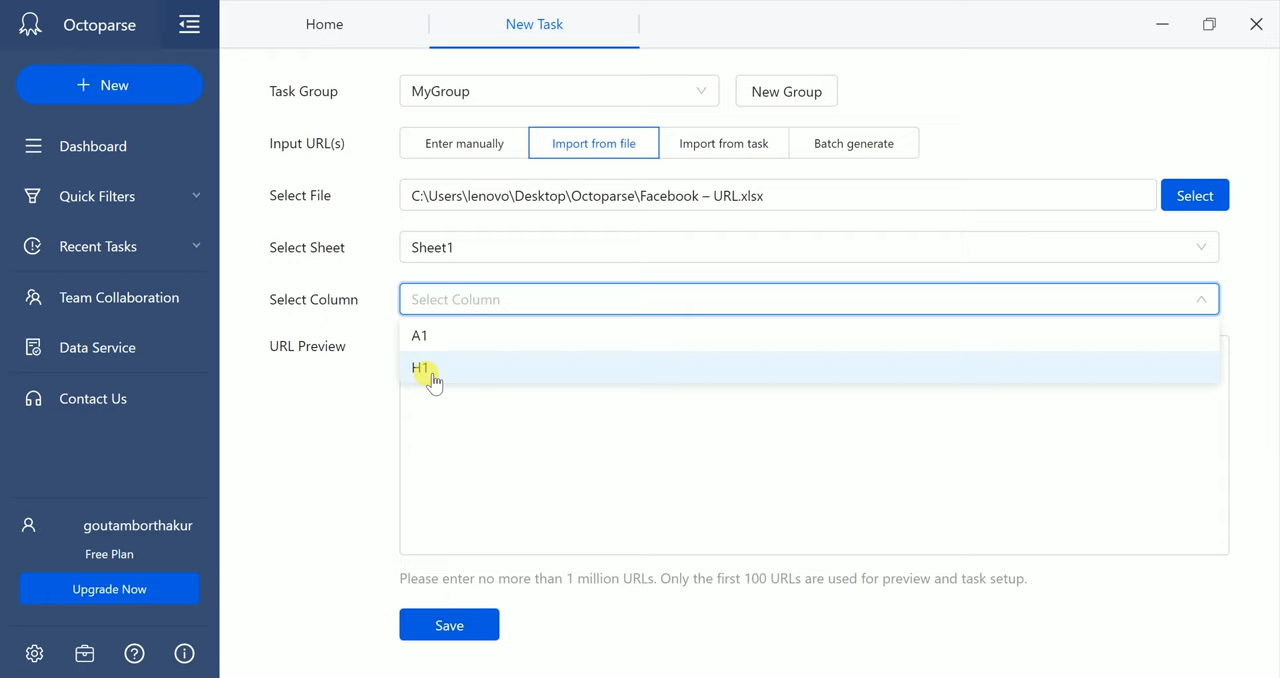 Octoparse
Home
New Task
New
Dashboard
Quick Filters
Recent Tasks
Team Collaboration
Data Service
Contact Us
goutamborthakur
Free Plan
Upgrade Now
Task Group
MyGroup
New Group
Input URL(s)
Enter manually
Import from file
Import from task
Batch generate
Select File
C:\Users\lenovo\Desktop\Octoparse\Facebook – URL.xlsx
Select
Select Sheet
Sheet1
Select Column
Select Column
A1
H1
URL Preview
Please enter no more than 1 million URLs. Only the first 100 URLs are used for preview and task setup.
Save